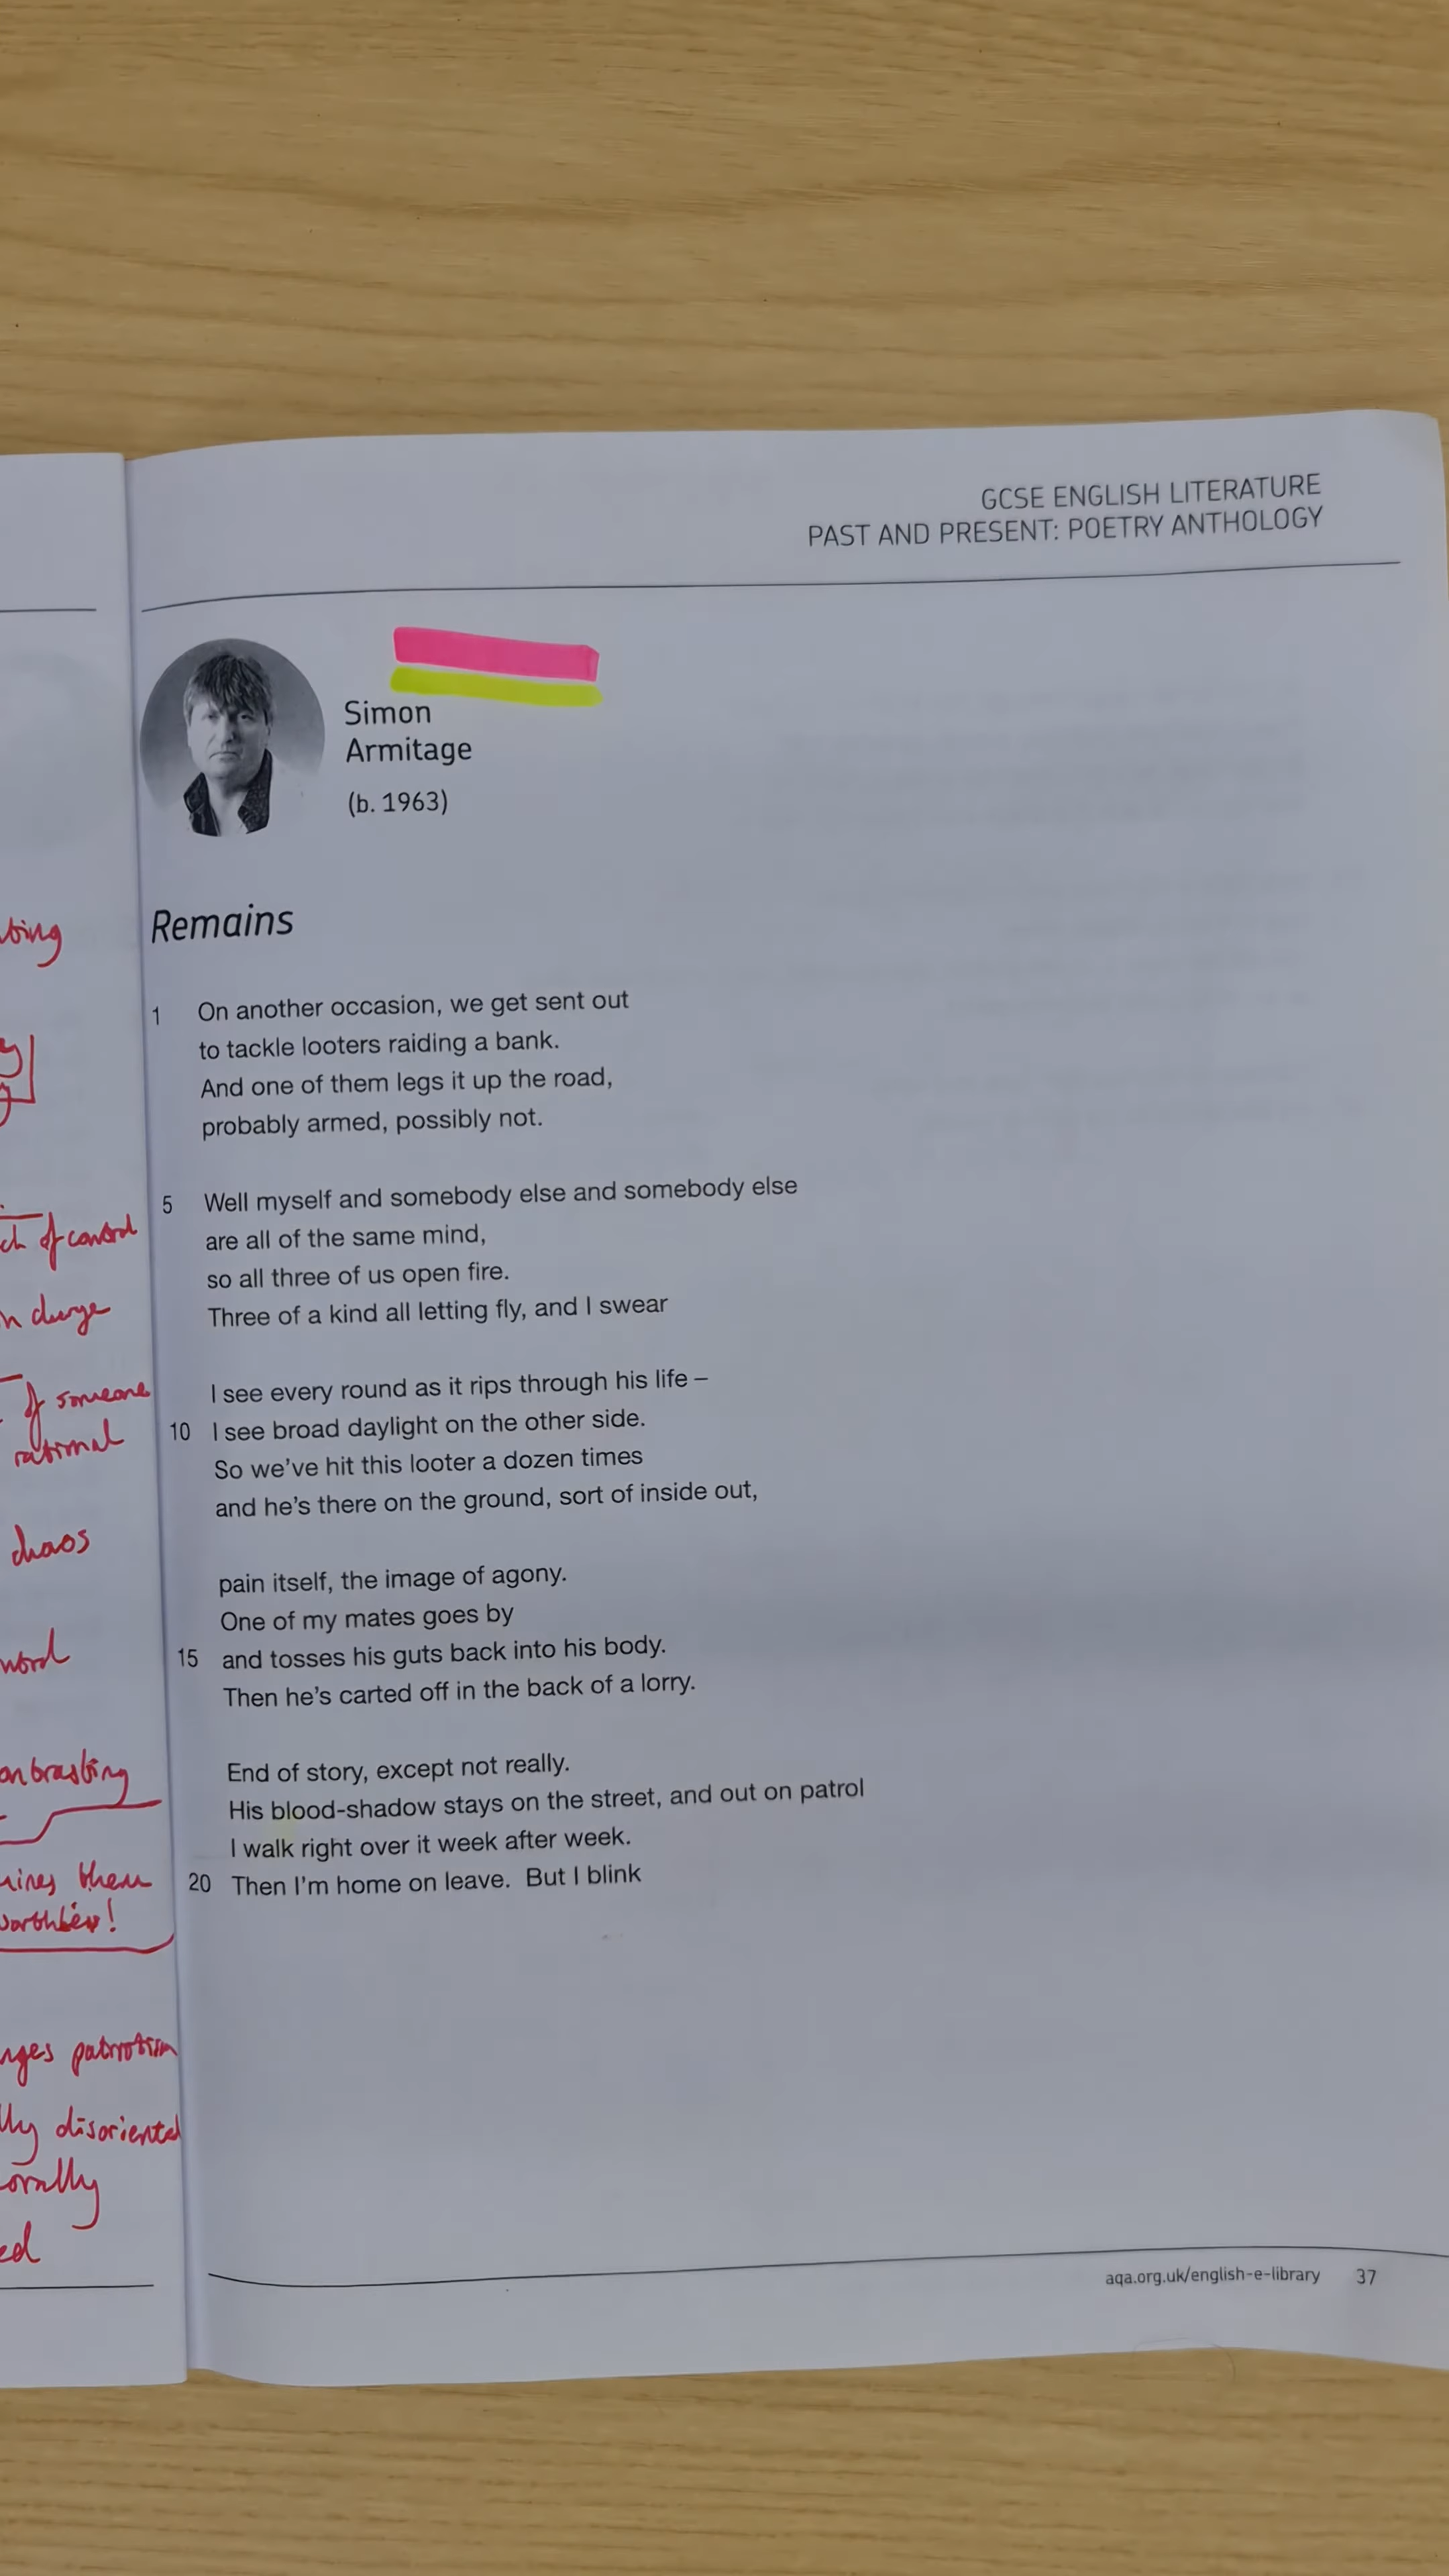 GCSE ENGLISH LITERATURE
PAST AND PRESENT: POETRY ANTHOLOGY
Simon
Armitage
(b. 1963)
Remains
1 On another occasion, we get sent out
to tackle looters raiding a bank.
And one of them legs it up the road,
probably armed, possibly not.
5 Well myself and somebody else and somebody else
are all of the same mind,
so all three of us open fire.
Three of a kind all letting fly, and I swear
I see every round as it rips through his life –
10 I see broad daylight on the other side.
So we've hit this looter a dozen times
and he's there on the ground, sort of inside out,
pain itself, the image of agony.
One of my mates goes by
15 and tosses his guts back into his body.
Then he's carted off in the back of a lorry.
End of story, except not really.
His blood-shadow stays on the street, and out on patrol
I walk right over it week after week.
20 Then I'm home on leave. But I blink
aqa.org.uk/english-e-library 37
of control
of someone
rational
chaos
word
them
patriotism
disoriented